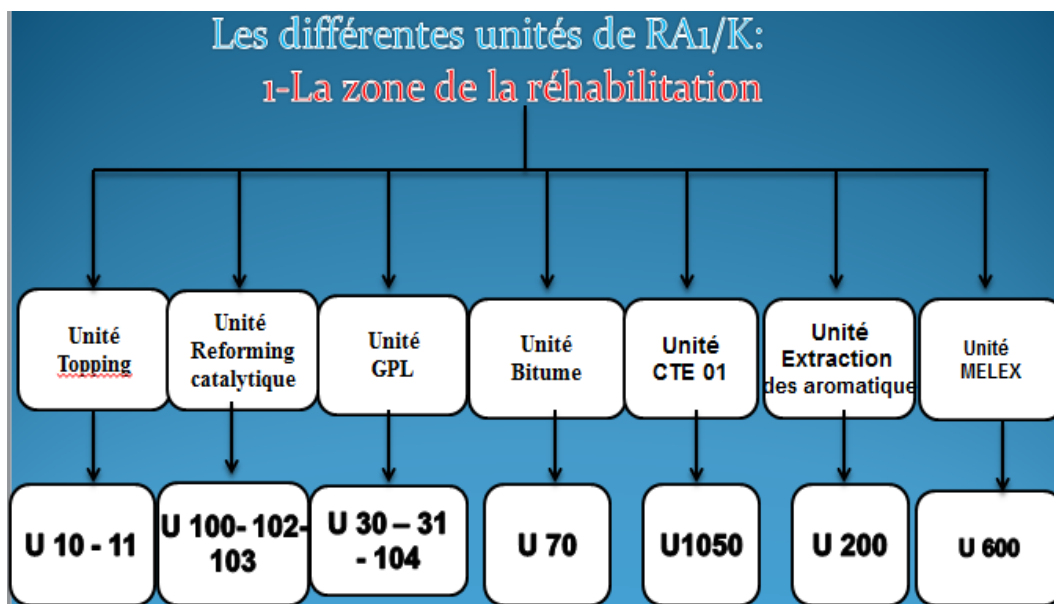 Les différentes unités de RA1/K:
1-La zone de la réhabilitation
Unité
Topping
Unité
Reforming
catalytique
Unité
GPL
Unité
Bitume
Unité
CTE 01
Unité
Extraction
des aromatique
Unité
MELEX
U 10 - 11
U 100- 102-
103
U 30 – 31
- 104
U 70
U1050
U 200
U 600